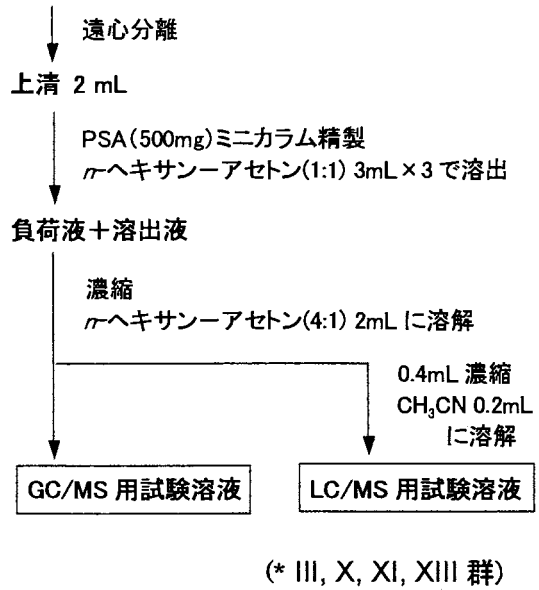 遠心分離
上清 2 mL
PSA(500mg)ミニカラム精製
n-ヘキサンーアセトン(1:1) 3mL×3 で溶出
負荷液+溶出液
濃縮
n-ヘキサンーアセトン(4:1) 2mL に溶解
0.4mL 濃縮
CH₃CN 0.2mL
に溶解
GC/MS 用試験溶液
LC/MS 用試験溶液
(* III, X, XI, XIII 群)